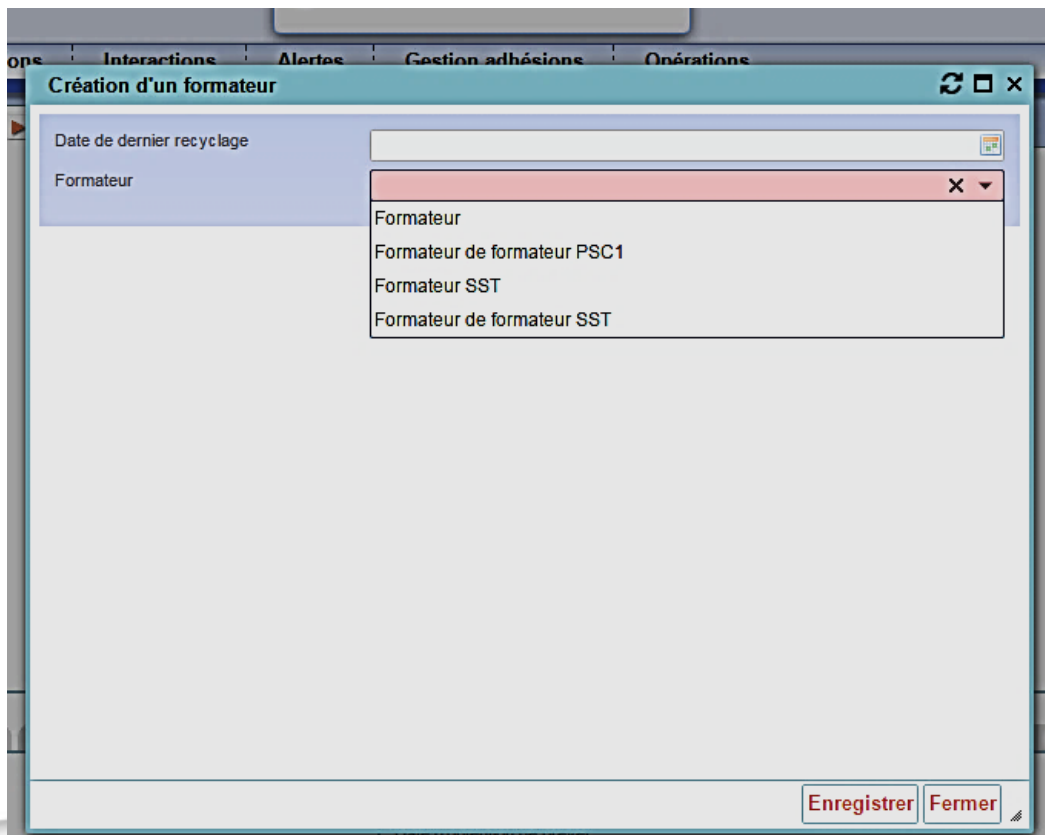 ons Interactions Alertes Gestion adhésions Opérations
Création d'un formateur
Date de dernier recyclage
Formateur
Formateur
Formateur de formateur PSC1
Formateur SST
Formateur de formateur SST
Enregistrer Fermer